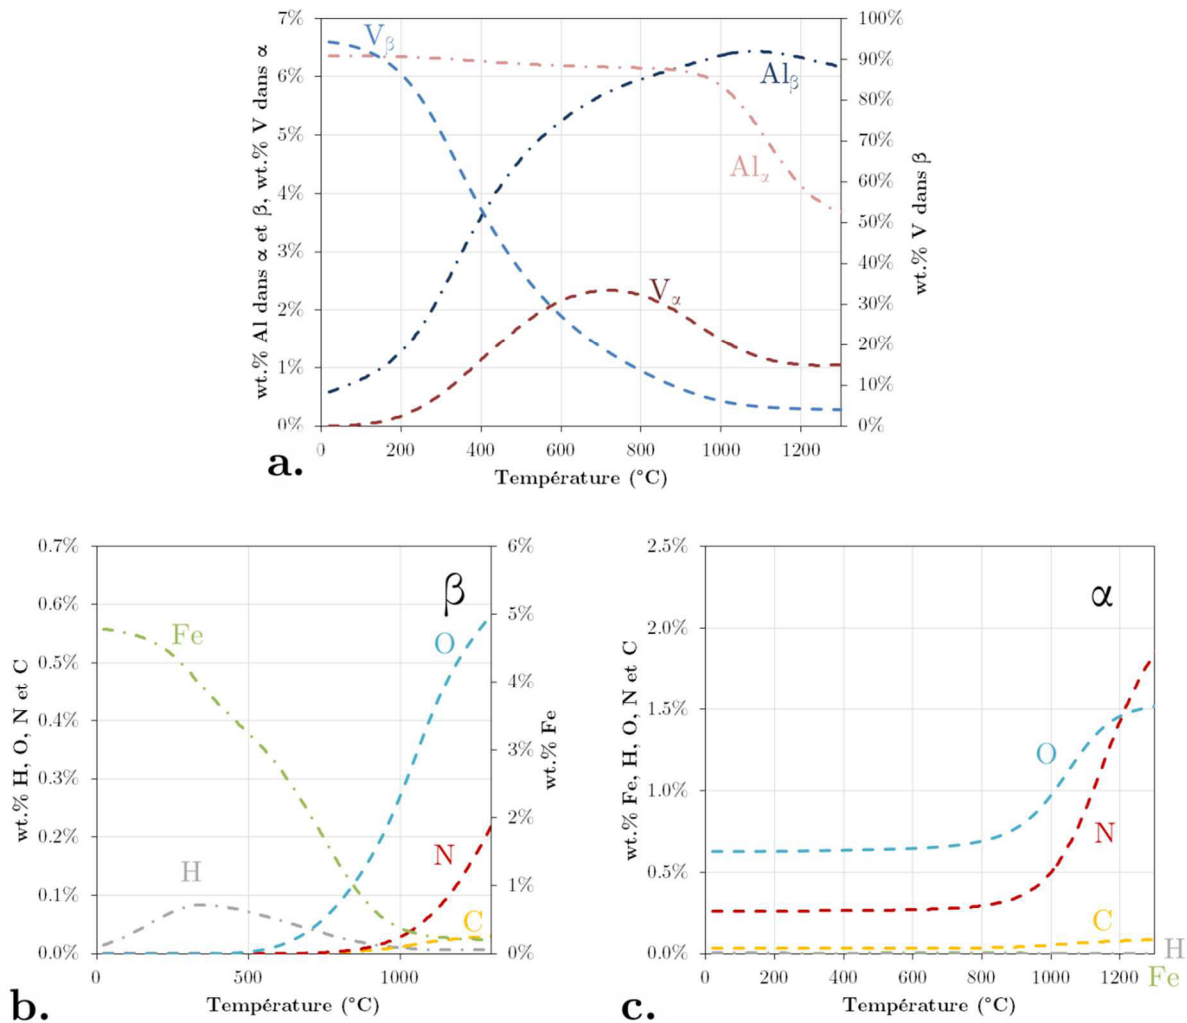 7% 100%
6% 90%
5% 80%
4% 70%
3% 60%
2% 50%
1% 40%
0% 30%
20%
10%
0%
wt.% Al dans α et β, wt.% V dans α
wt.% V dans β
Vβ
Alβ
Alα
Vα
0 200 400 600 800 1000 1200
Température (°C)
a.
0.7% 6%
0.6% 5%
0.5% 4%
0.4% 3%
0.3% 2%
0.2% 1%
0.1% 0%
0.0%
wt.% H, O, N et C
wt.% Fe
β
Fe
O
H
N
C
0 500 1000
Température (°C)
b.
2.5%
2.0%
1.5%
1.0%
0.5%
0.0%
wt.% Fe, H, O, N et C
α
O
N
C
H
Fe
0 200 400 600 800 1000 1200
Température (°C)
c.